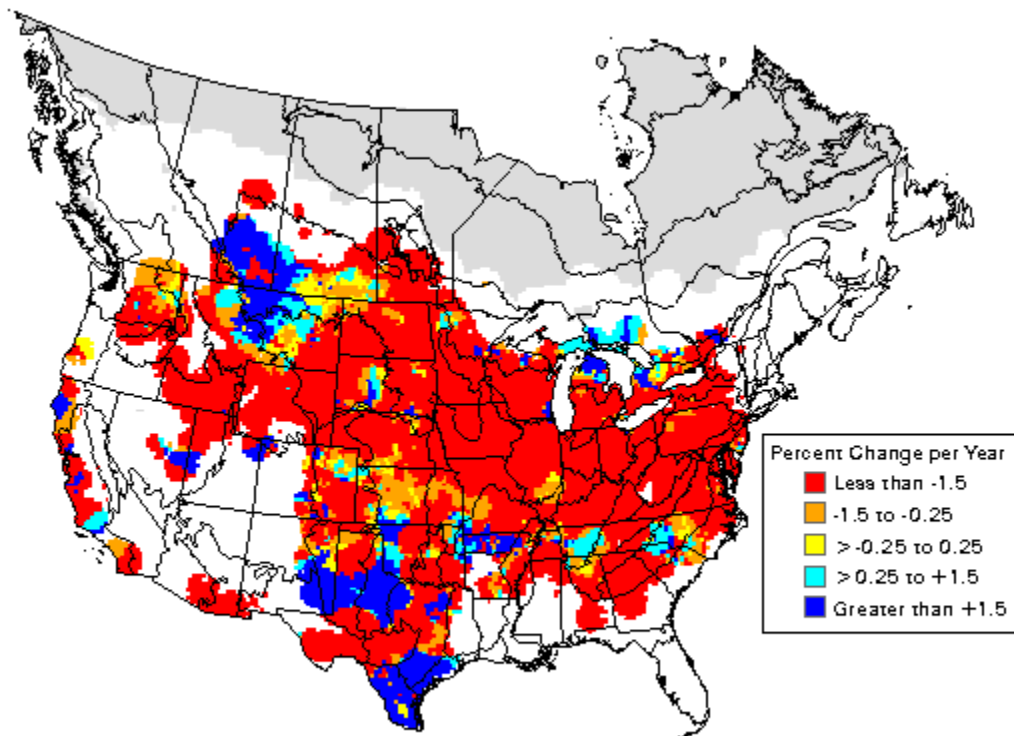 Percent Change per Year
Less than -1.5
-1.5 to -0.25
> -0.25 to 0.25
> 0.25 to +1.5
Greater than +1.5